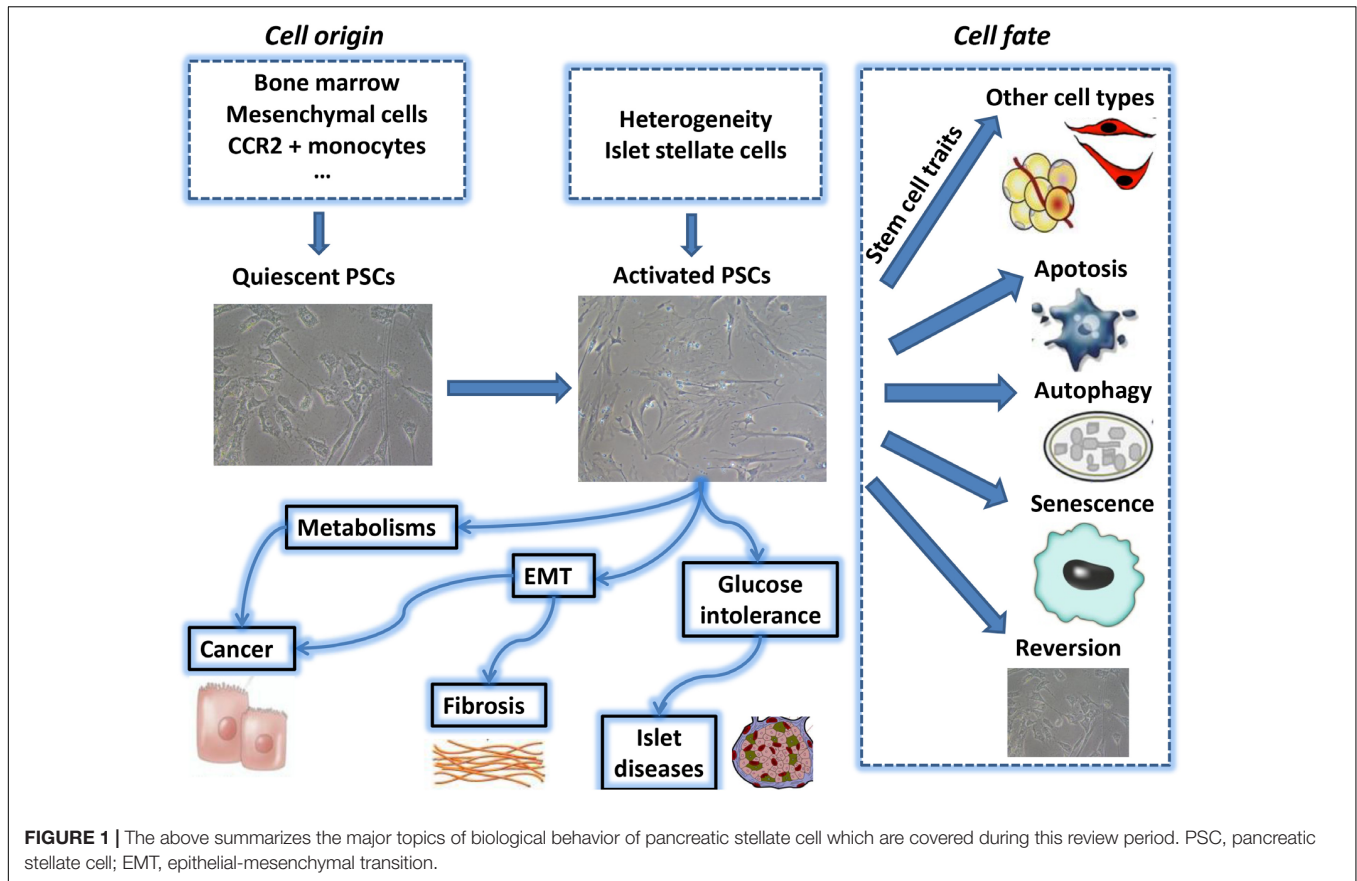 Cell origin
Bone marrow
Mesenchymal cells
CCR2 + monocytes
...
Quiescent PSCs
Heterogeneity
Islet stellate cells
Activated PSCs
Metabolisms
EMT
Glucose
intolerance
Cancer
Fibrosis
Islet
diseases
Cell fate
Stem cell traits
Other cell types
Apotosis
Autophagy
Senescence
Reversion
FIGURE 1 | The above summarizes the major topics of biological behavior of pancreatic stellate cell which are covered during this review period. PSC, pancreatic
stellate cell; EMT, epithelial-mesenchymal transition.